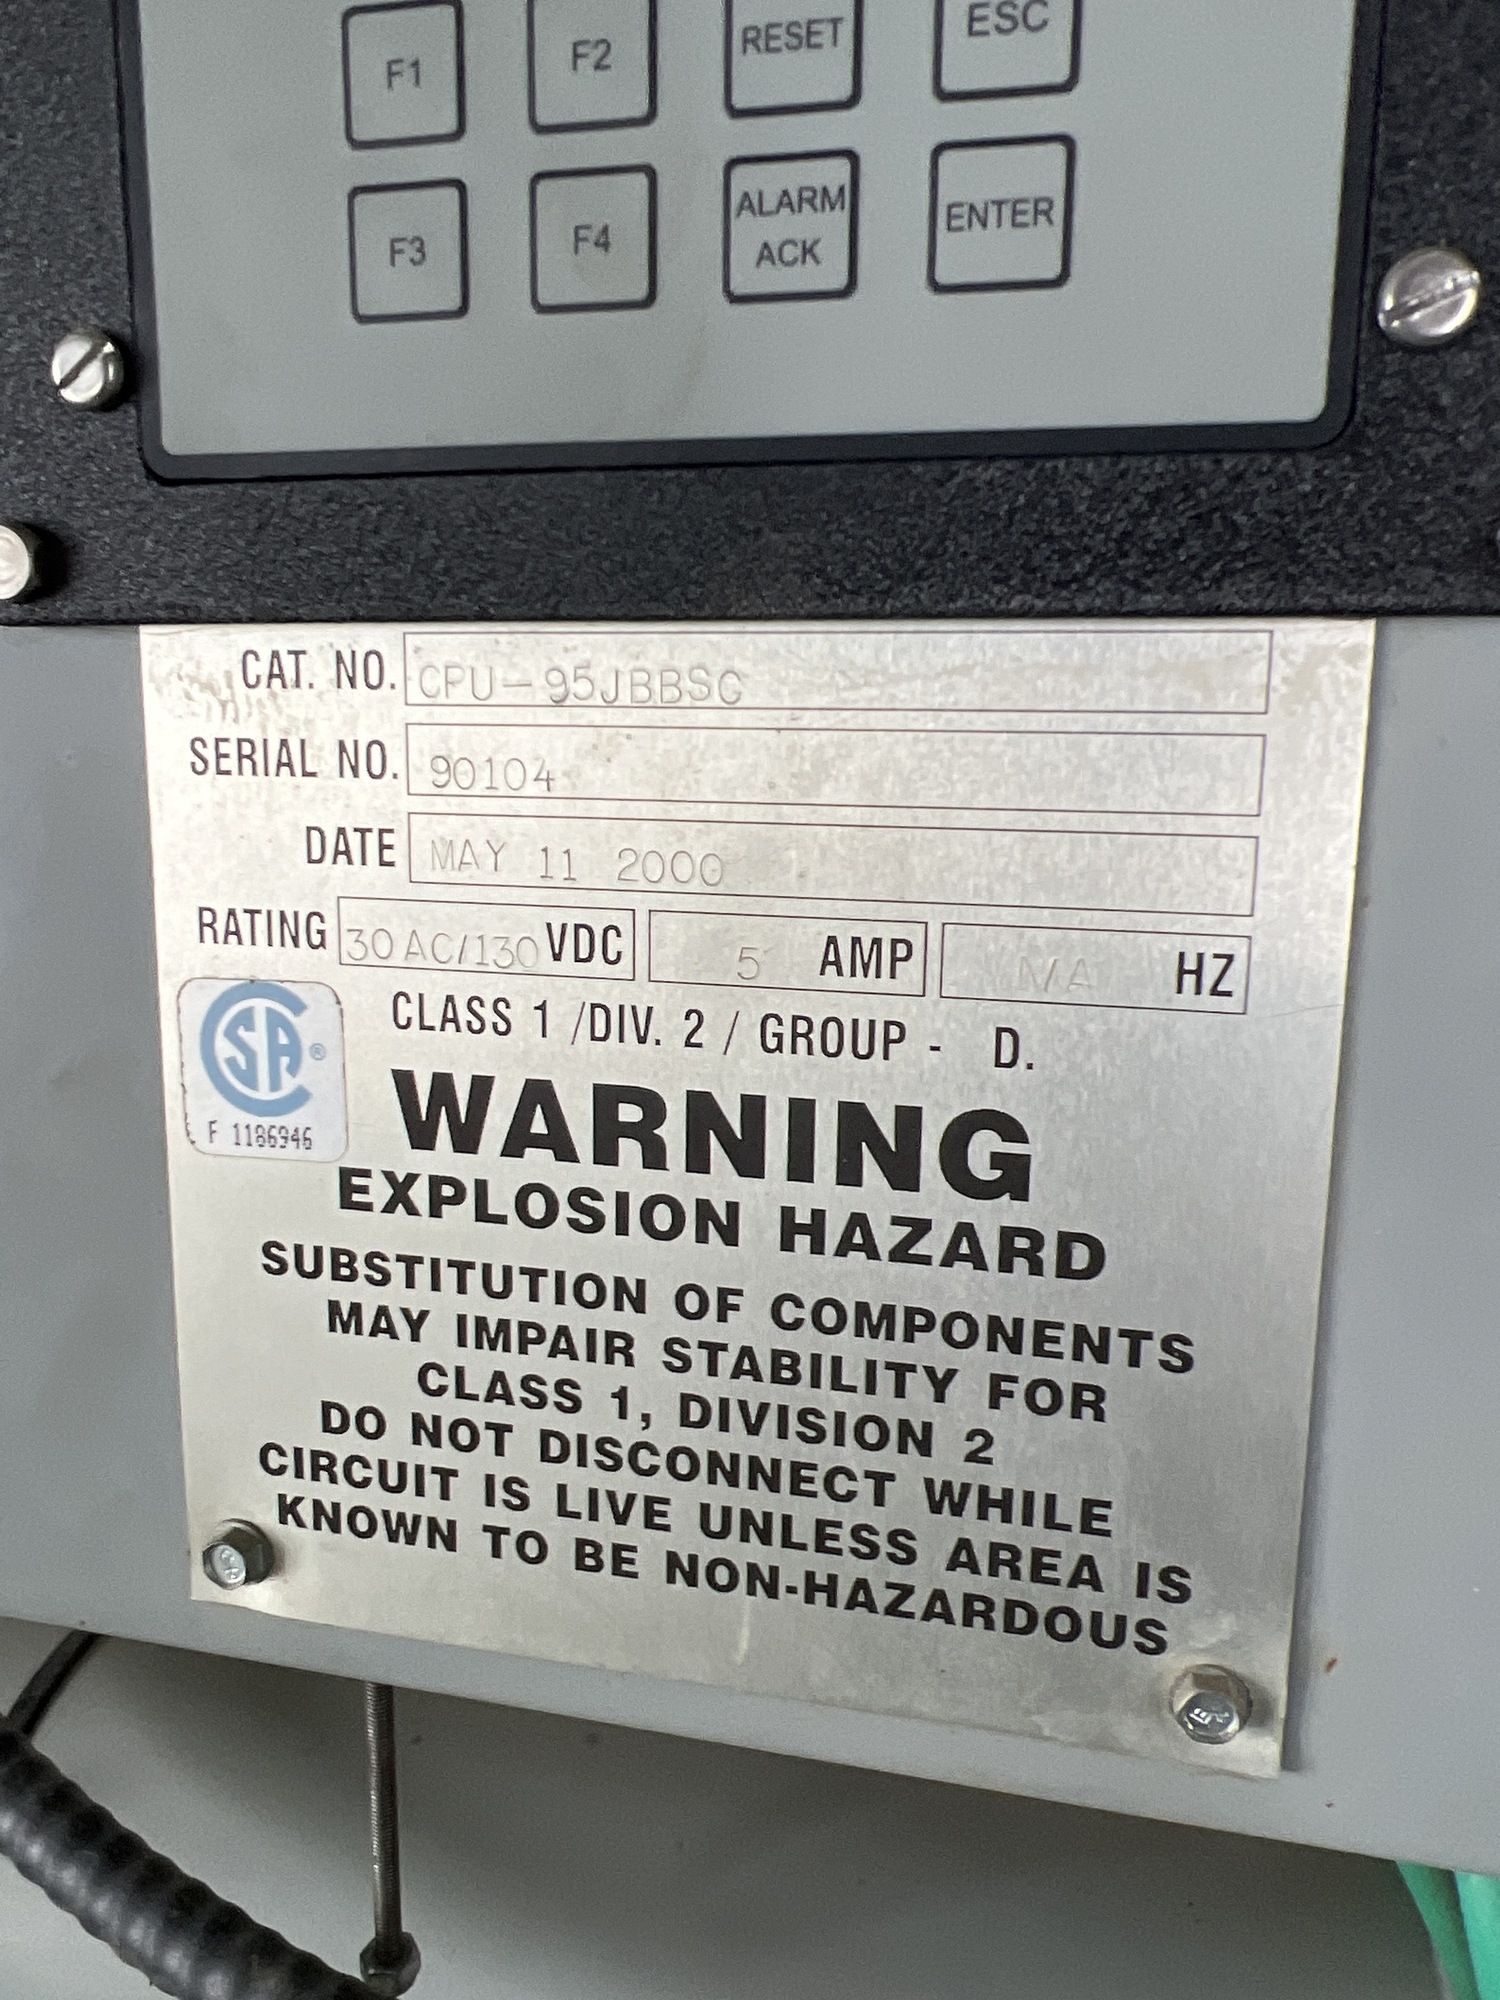 F1 F2 RESET ESC
F3 F4 ALARM ACK ENTER
CAT. NO. CPU-95JBBSG
SERIAL NO. 90104
DATE MAY 11 2000
RATING 30 AC/130 VDC 5 AMP N/A HZ
CLASS 1 /DIV. 2 / GROUP - D.
CSA ®
F 1186946
WARNING
EXPLOSION HAZARD
SUBSTITUTION OF COMPONENTS
MAY IMPAIR STABILITY FOR
CLASS 1, DIVISION 2
DO NOT DISCONNECT WHILE
CIRCUIT IS LIVE UNLESS AREA IS
KNOWN TO BE NON-HAZARDOUS